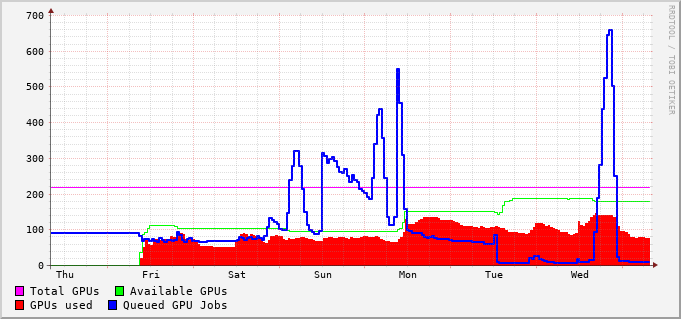 700
600
500
400
300
200
100
0
Thu Fri Sat Sun Mon Tue Wed
Total GPUs Available GPUs
GPUs used Queued GPU Jobs
RRDTOOL / TOBI OETIKER